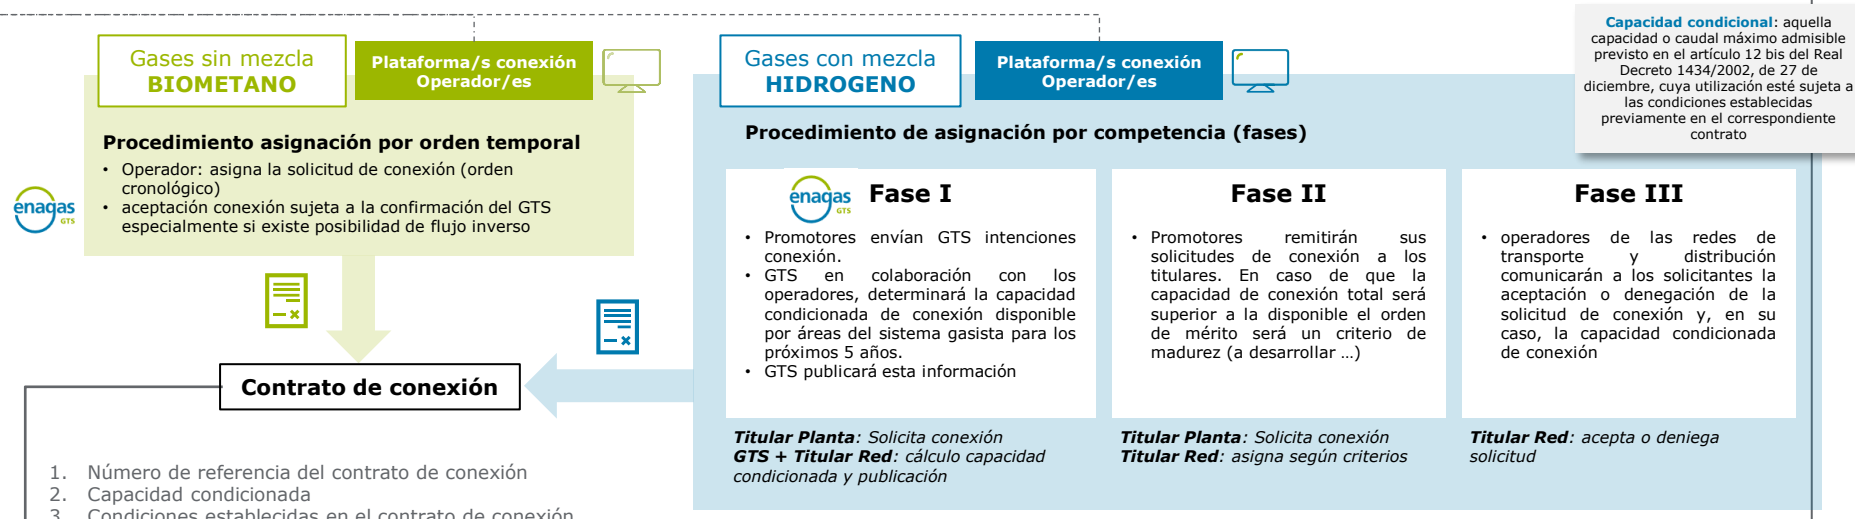 Gases sin mezcla
BIOMETANO
Plataforma/s conexión
Operador/es
Procedimiento asignación por orden temporal
• Operador: asigna la solicitud de conexión (orden
cronológico)
• aceptación conexión sujeta a la confirmación del GTS
especialmente si existe posibilidad de flujo inverso
enagas
GTS
Contrato de conexión
1. Número de referencia del contrato de conexión
2. Capacidad condicionada
3. Condiciones establecidas en el contrato de conexión
Gases con mezcla
HIDROGENO
Plataforma/s conexión
Operador/es
Procedimiento de asignación por competencia (fases)
enagas
GTS
Fase I
• Promotores envían GTS intenciones
conexión.
• GTS en colaboración con los
operadores, determinará la capacidad
condicionada de conexión disponible
por áreas del sistema gasista para los
próximos 5 años.
• GTS publicará esta información
Titular Planta: Solicita conexión
GTS + Titular Red: cálculo capacidad
condicionada y publicación
Fase II
• Promotores remitirán sus
solicitudes de conexión a los
titulares. En caso de que la
capacidad de conexión total será
superior a la disponible el orden
de mérito será un criterio de
madurez (a desarrollar …)
Titular Planta: Solicita conexión
Titular Red: asigna según criterios
Fase III
• operadores de las redes de
transporte y distribución
comunicarán a los solicitantes la
aceptación o denegación de la
solicitud de conexión y, en su
caso, la capacidad condicionada
de conexión
Titular Red: acepta o deniega
solicitud
Capacidad condicional: aquella
capacidad o caudal máximo admisible
previsto en el artículo 12 bis del Real
Decreto 1434/2002, de 27 de
diciembre, cuya utilización esté sujeta a
las condiciones establecidas
previamente en el correspondiente
contrato